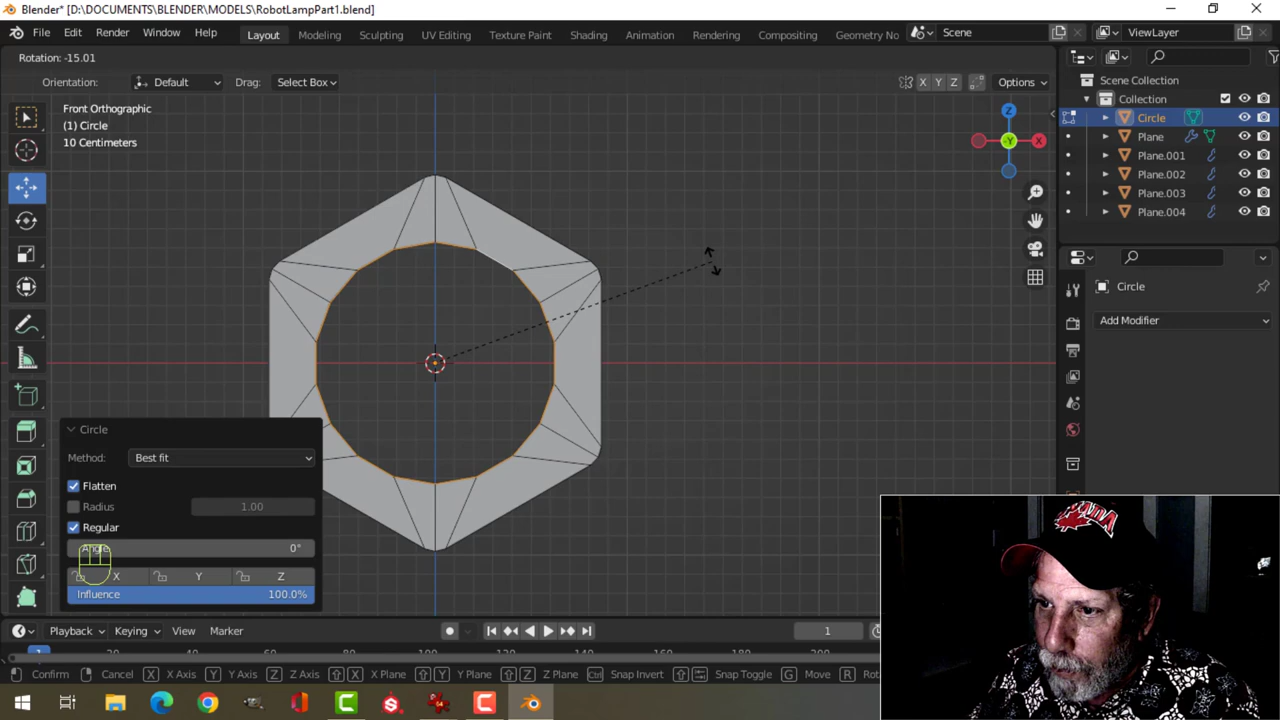 Blender* [D:\DOCUMENTS\BLENDER\MODELS\RobotLampPart1.blend]
File Edit Render Window Help Layout Modeling Sculpting UV Editing Texture Paint Shading Animation Rendering Compositing Geometry No Scene ViewLayer
Rotation: -15.01
Orientation: Default Drag: Select Box X Y Z Options
Scene Collection
Collection
Front Orthographic
(1) Circle
10 Centimeters
Z
Y
X
Circle
Plane
Plane.001
Plane.002
Plane.003
Plane.004
Circle
Add Modifier
Circle
Method: Best fit
Flatten
Radius 1.00
Regular
Angle 0°
X Y Z
Influence 100.0%
Playback Keying View Marker 1
Confirm Cancel X X Axis Y Y Axis Z Z Axis X X Plane Y Y Plane Z Z Plane Ctrl Snap Invert Snap Toggle G Move R